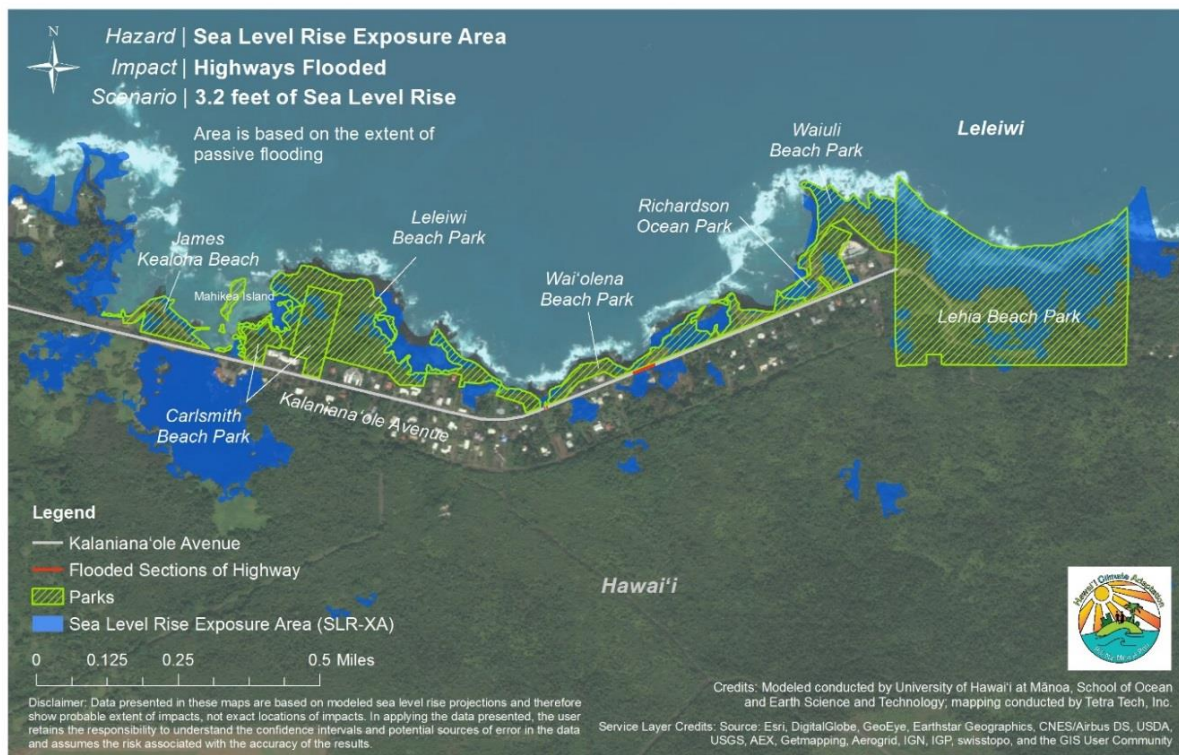 N
Hazard | Sea Level Rise Exposure Area
Impact | Highways Flooded
Scenario | 3.2 feet of Sea Level Rise
Area is based on the extent of
passive flooding
Waiuli
Beach Park
Leleiwi
Richardson
Ocean Park
Leleiwi
Beach Park
James
Kealoha Beach
Mahikea Island
Wai‘olena
Beach Park
Lehia Beach Park
Carlsmith
Beach Park
Kalaniana‘ole Avenue
Hawai‘i
Legend
Kalaniana‘ole Avenue
Flooded Sections of Highway
Parks
Sea Level Rise Exposure Area (SLR-XA)
0 0.125 0.25 0.5 Miles
Disclaimer: Data presented in these maps are based on modeled sea level rise projections and therefore
show probable extent of impacts, not exact locations of impacts. In applying the data presented, the user
retains the responsibility to understand the confidence intervals and potential sources of error in the data
and assumes the risk associated with the accuracy of the results.
Hawai‘i Climate Adaptation
Credits: Modeled conducted by University of Hawai‘i at Mānoa, School of Ocean
and Earth Science and Technology; mapping conducted by Tetra Tech, Inc.
Service Layer Credits: Source: Esri, DigitalGlobe, GeoEye, Earthstar Geographics, CNES/Airbus DS, USDA,
USGS, AEX, Getmapping, Aerogrid, IGN, IGP, swisstopo, and the GIS User Community